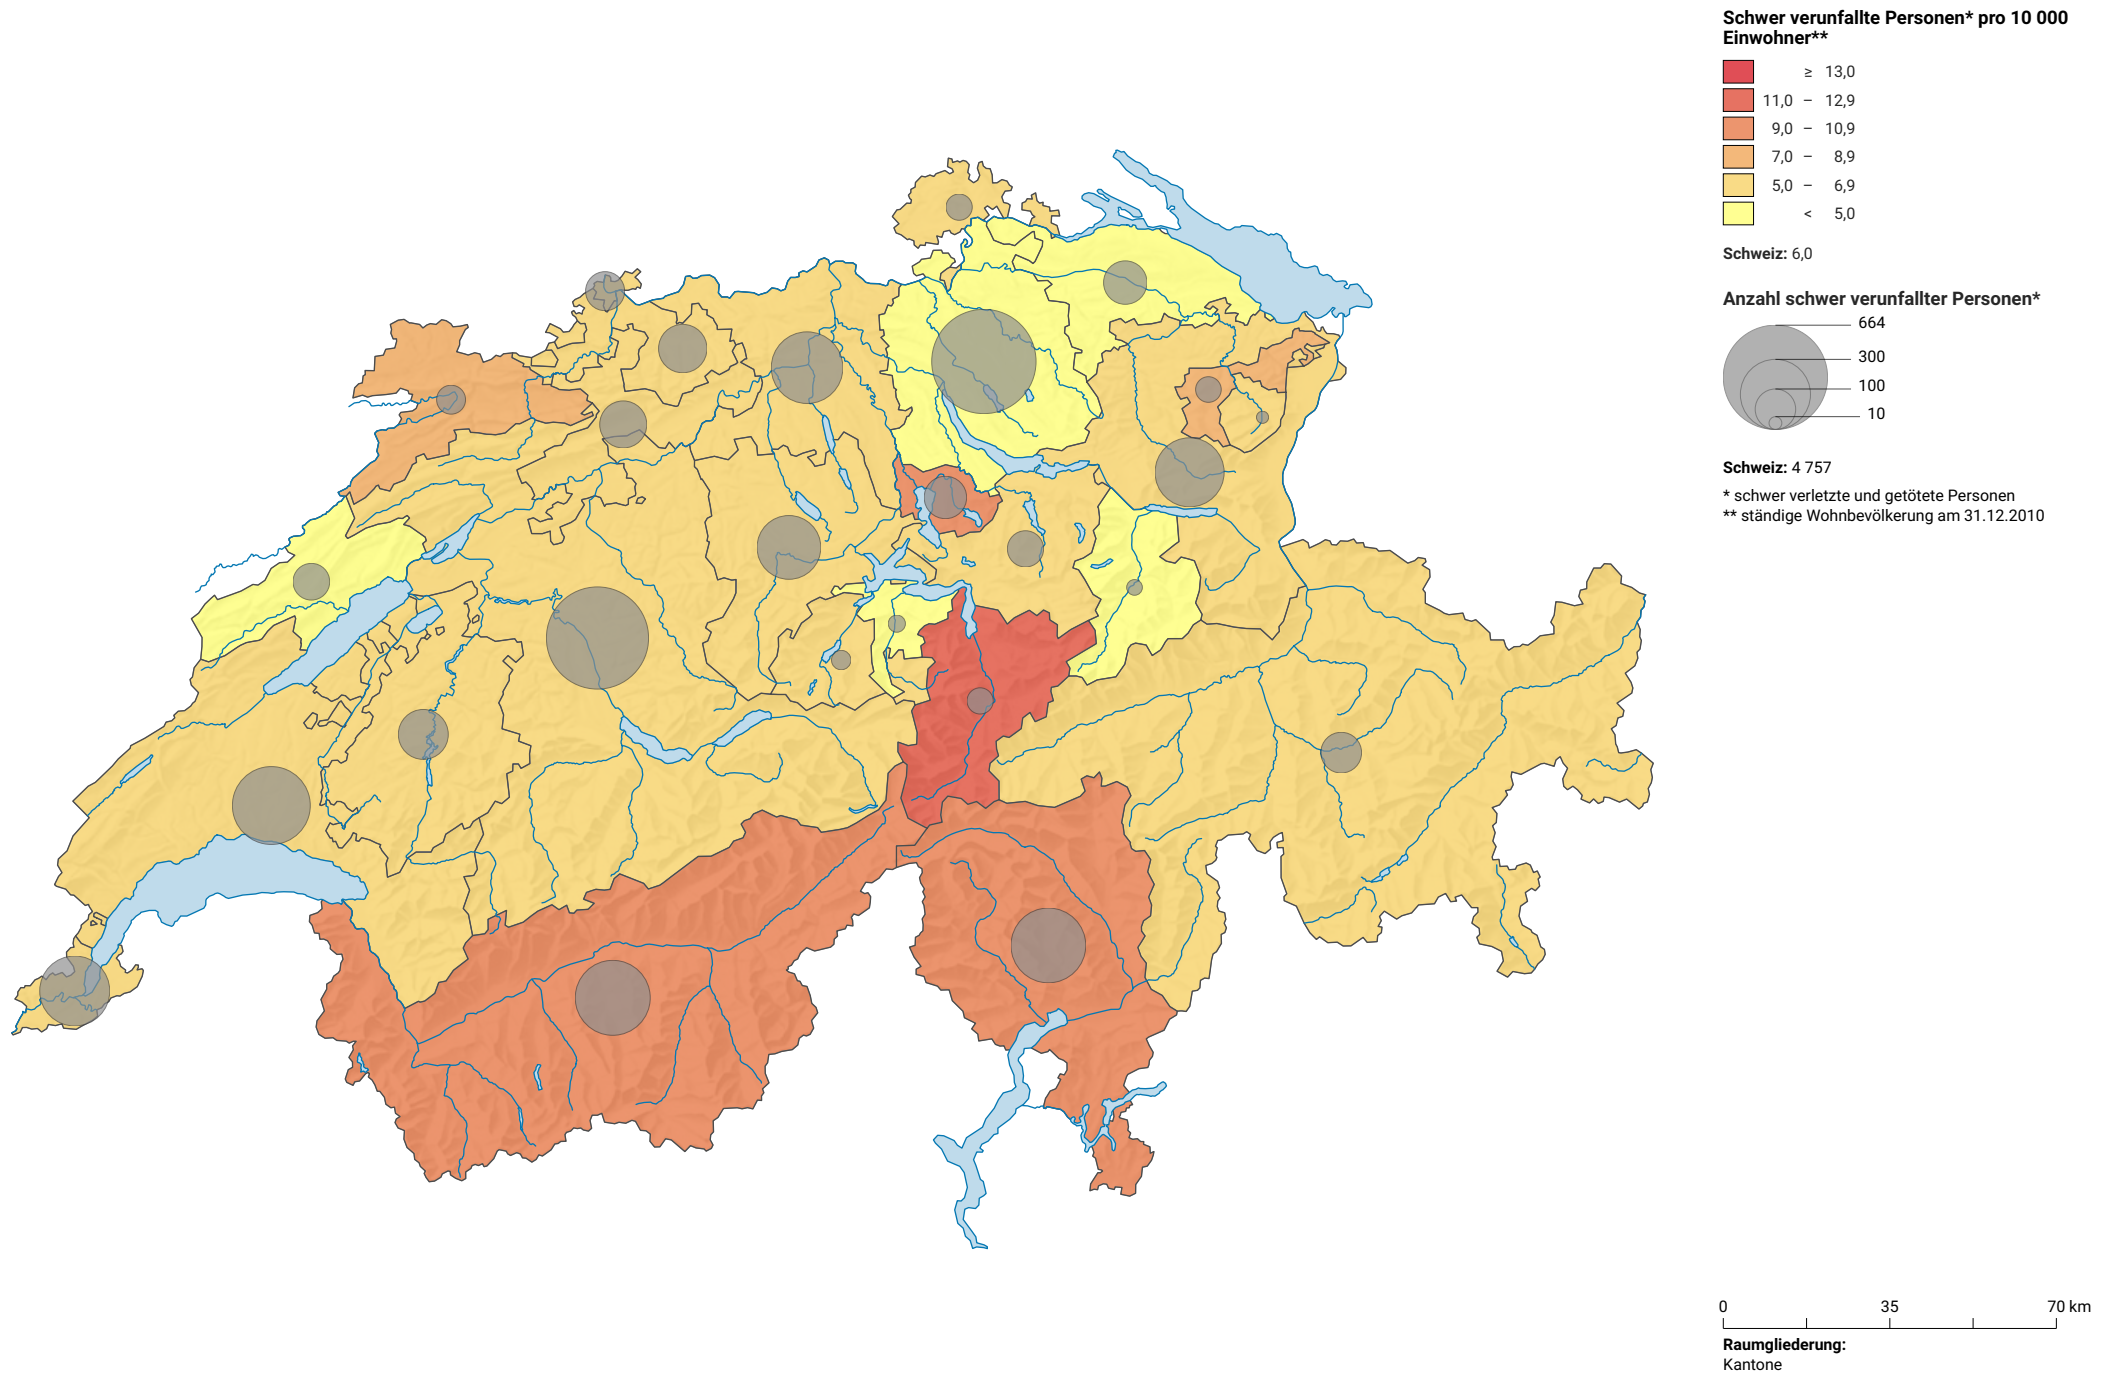 Schwer verunfallte Personen* pro 10 000
Einwohner**
≥ 13,0
11,0 – 12,9
9,0 – 10,9
7,0 – 8,9
5,0 – 6,9
< 5,0
Schweiz: 6,0
Anzahl schwer verunfallter Personen*
664
300
100
10
Schweiz: 4 757
* schwer verletzte und getötete Personen
** ständige Wohnbevölkerung am 31.12.2010
0 35 70 km
Raumgliederung:
Kantone